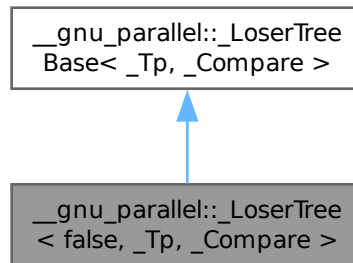 __gnu_parallel::_LoserTree
Base< _Tp, _Compare >
__gnu_parallel::_LoserTree
< false, _Tp, _Compare >